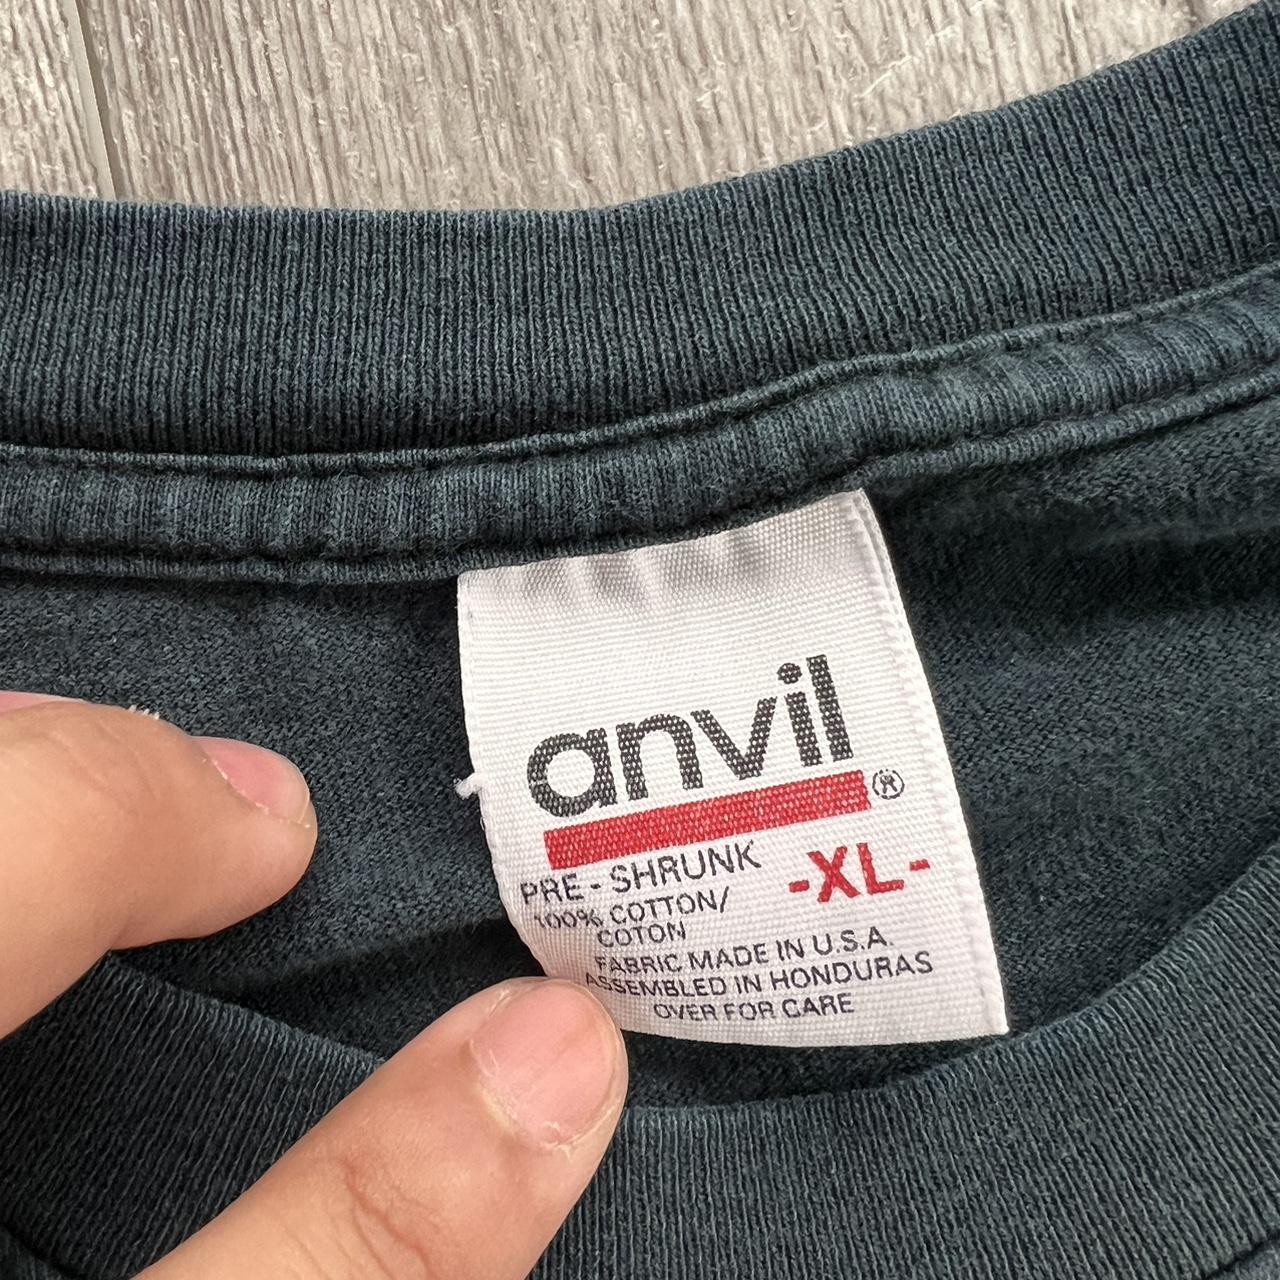 anvil®
PRE-SHRUNK
-XL-
100% COTTON/
COTON
FABRIC MADE IN U.S.A.
ASSEMBLED IN HONDURAS
OVER FOR CARE